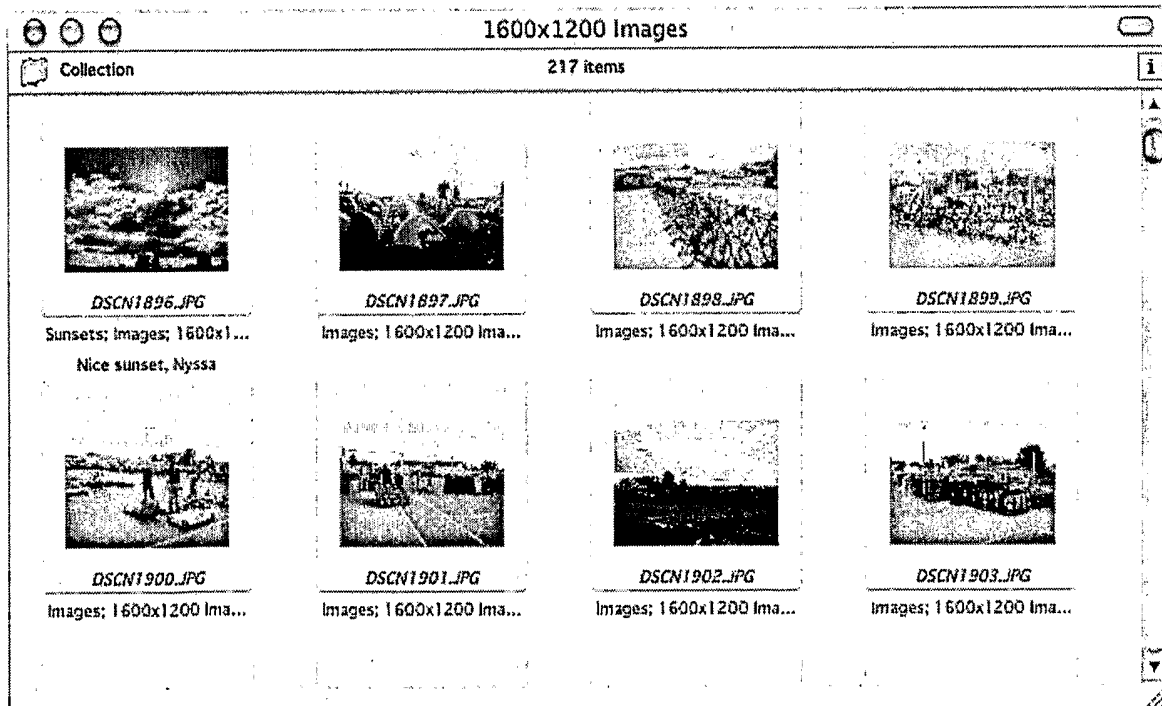 1600x1200 Images
Collection
217 items
i
DSCN1896.JPG
DSCN1897.JPG
DSCN1898.JPG
DSCN1899.JPG
Sunsets; Images; 1600x1...
Images; 1600x1200 Ima...
Images; 1600x1200 Ima...
Images; 1600x1200 Ima...
Nice sunset, Nyssa
DSCN1900.JPG
DSCN1901.JPG
DSCN1902.JPG
DSCN1903.JPG
Images; 1600x1200 Ima...
Images; 1600x1200 Ima...
Images; 1600x1200 Ima...
Images; 1600x1200 Ima...